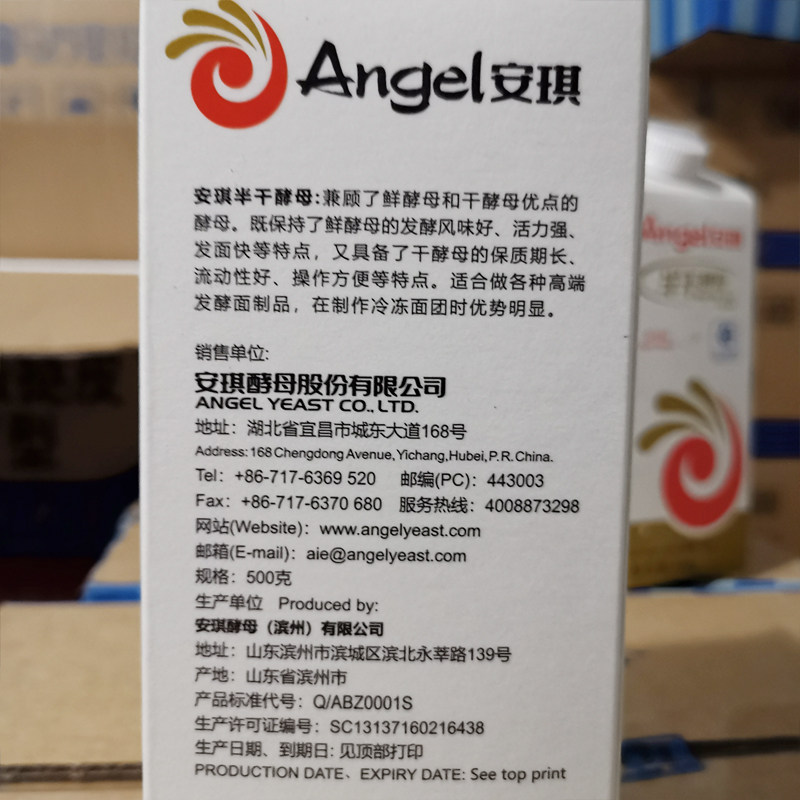 Angel安琪
安琪半干酵母:兼顾了鲜酵母和干酵母优点的
酵母。既保持了鲜酵母的发酵风味好、活力强、
发面快等特点，又具备了干酵母的保质期长、
流动性好、操作方便等特点。适合做各种高端
发酵面制品，在制作冷冻面团时优势明显。
销售单位:
安琪酵母股份有限公司
ANGEL YEAST CO., LTD.
地址：湖北省宜昌市城东大道168号
Address: 168 Chengdong Avenue, Yichang, Hubei, P. R. China.
Tel：+86-717-6369 520 邮编(PC)：443003
Fax：+86-717-6370 680 服务热线：4008873298
网站(Website)：www.angelyeast.com
邮箱(E-mail)：aie@angelyeast.com
规格：500克
生产单位 Produced by:
安琪酵母（滨州）有限公司
地址：山东滨州市滨城区滨北永莘路139号
产地：山东省滨州市
产品标准代号：Q/ABZ0001S
生产许可证编号：SC13137160216438
生产日期、到期日: 见顶部打印
PRODUCTION DATE、EXPIRY DATE: See top print
Angel安琪